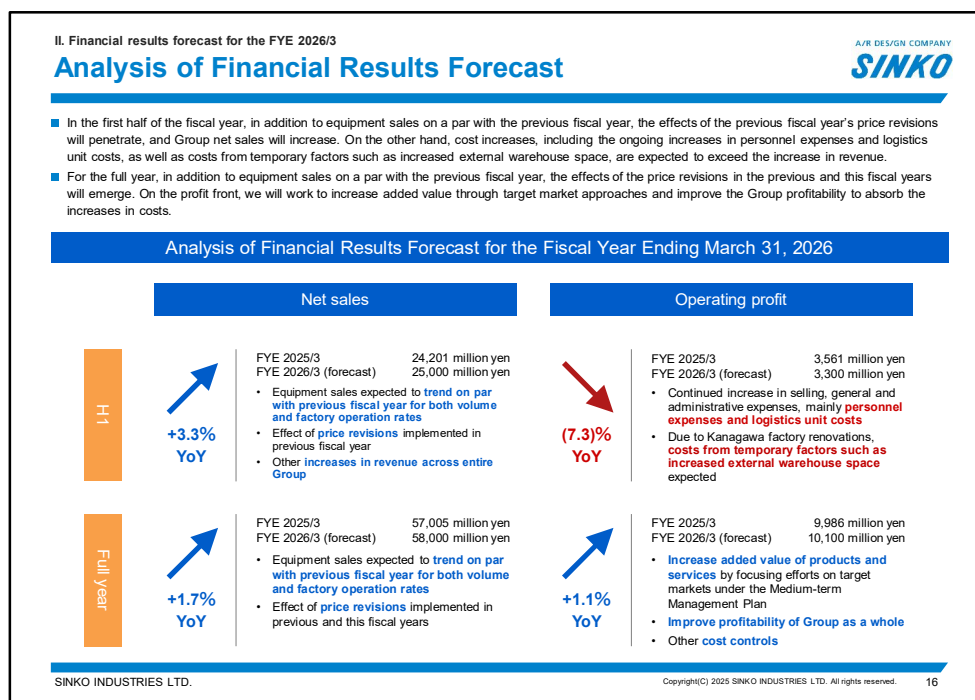 II. Financial results forecast for the FYE 2026/3
Analysis of Financial Results Forecast
A/R DES/GN COMPANY
SINKO
In the first half of the fiscal year, in addition to equipment sales on a par with the previous fiscal year, the effects of the previous fiscal year's price revisions
will penetrate, and Group net sales will increase. On the other hand, cost increases, including the ongoing increases in personnel expenses and logistics
unit costs, as well as costs from temporary factors such as increased external warehouse space, are expected to exceed the increase in revenue.
For the full year, in addition to equipment sales on a par with the previous fiscal year, the effects of the price revisions in the previous and this fiscal years
will emerge. On the profit front, we will work to increase added value through target market approaches and improve the Group profitability to absorb the
increases in costs.
Analysis of Financial Results Forecast for the Fiscal Year Ending March 31, 2026
Net sales
Operating profit
H1
+3.3%
YoY
FYE 2025/3 24,201 million yen
FYE 2026/3 (forecast) 25,000 million yen
• Equipment sales expected to trend on par
with previous fiscal year for both volume
and factory operation rates
• Effect of price revisions implemented in
previous fiscal year
• Other increases in revenue across entire
Group
(7.3)%
YoY
FYE 2025/3 3,561 million yen
FYE 2026/3 (forecast) 3,300 million yen
• Continued increase in selling, general and
administrative expenses, mainly personnel
expenses and logistics unit costs
• Due to Kanagawa factory renovations,
costs from temporary factors such as
increased external warehouse space
expected
Full year
+1.7%
YoY
FYE 2025/3 57,005 million yen
FYE 2026/3 (forecast) 58,000 million yen
• Equipment sales expected to trend on par
with previous fiscal year for both volume
and factory operation rates
• Effect of price revisions implemented in
previous and this fiscal years
+1.1%
YoY
FYE 2025/3 9,986 million yen
FYE 2026/3 (forecast) 10,100 million yen
• Increase added value of products and
services by focusing efforts on target
markets under the Medium-term
Management Plan
• Improve profitability of Group as a whole
• Other cost controls
SINKO INDUSTRIES LTD.
Copyright(C) 2025 SINKO INDUSTRIES LTD. All rights reserved.
16